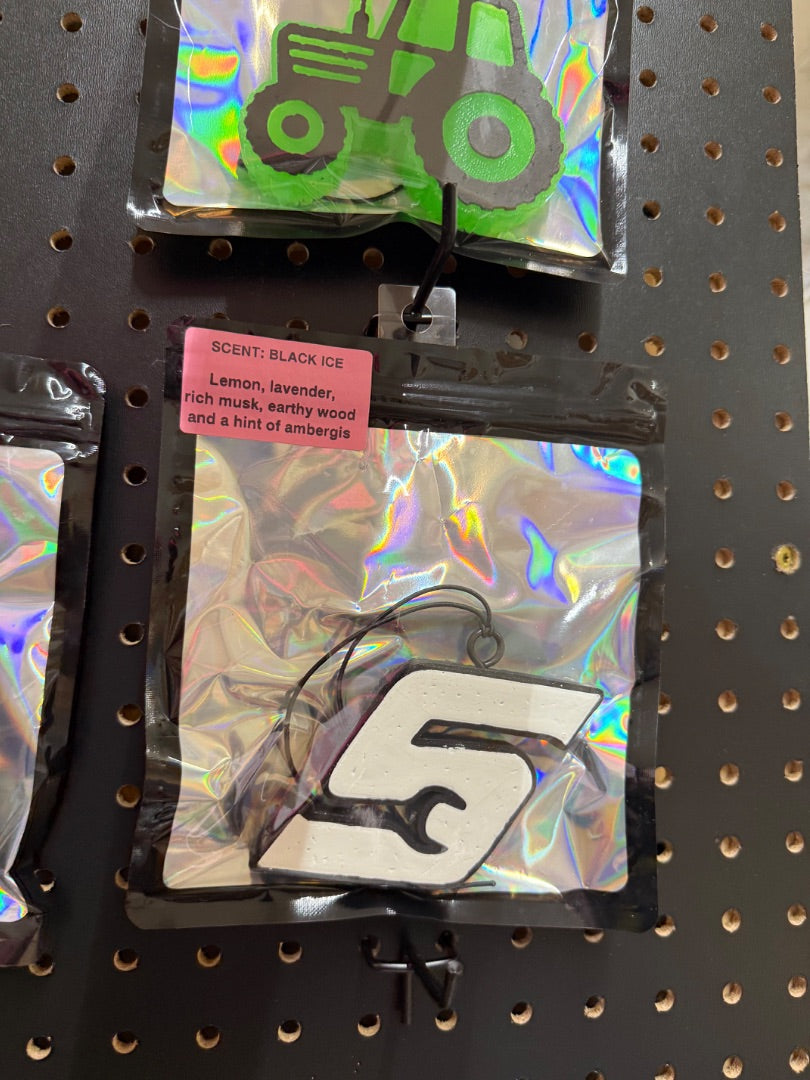 SCENT: BLACK ICE
Lemon, lavender,
rich musk, earthy wood
and a hint of ambergis
S